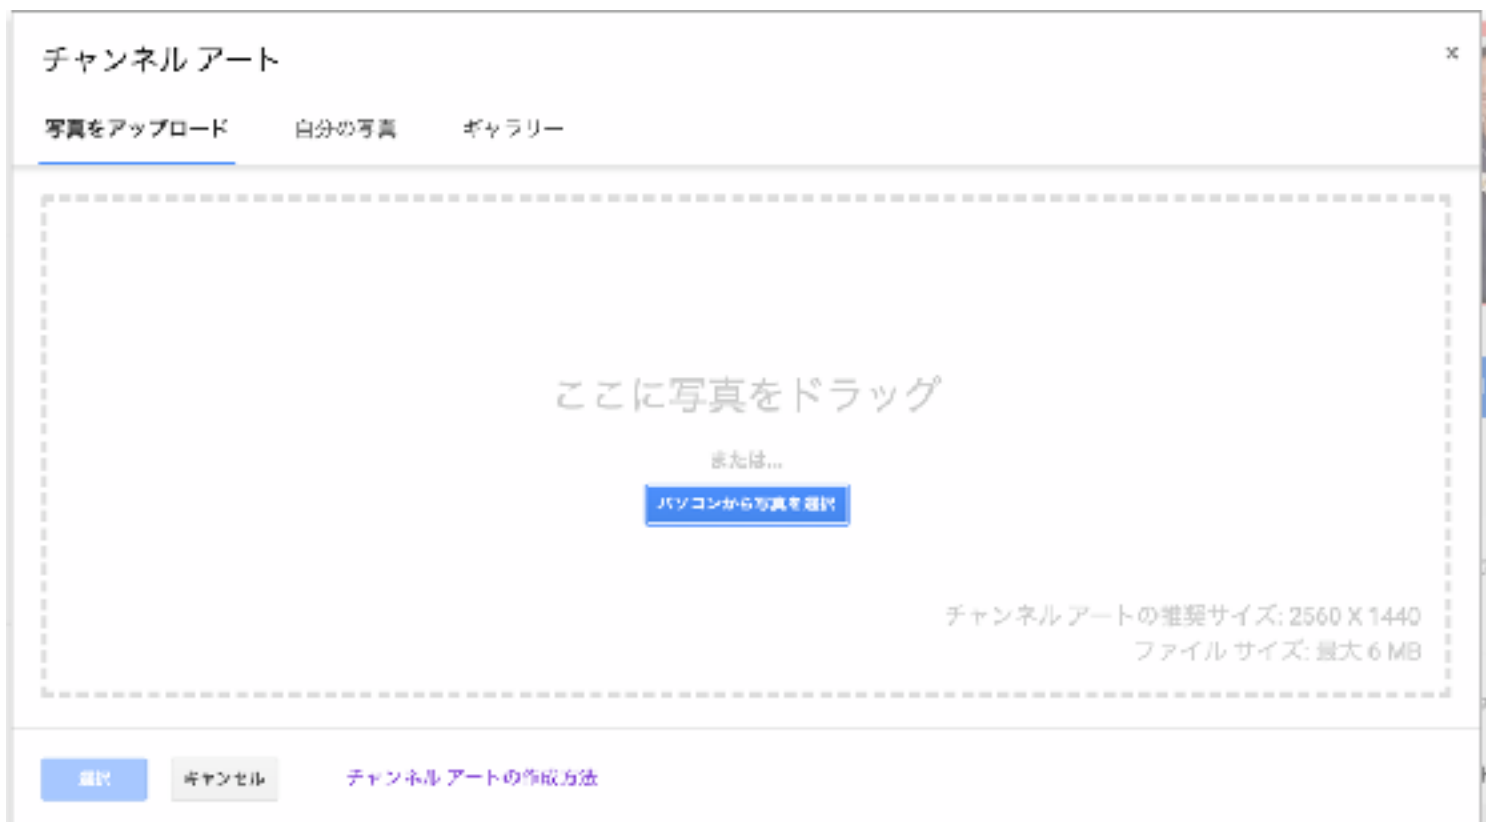 チャンネル アート
×
写真をアップロード 自分の写真 ギャラリー
ここに写真をドラッグ
または...
パソコンから写真を選択
チャンネル アートの推奨サイズ: 2560 X 1440
ファイル サイズ: 最大 6 MB
選択 キャンセル チャンネル アートの作成方法